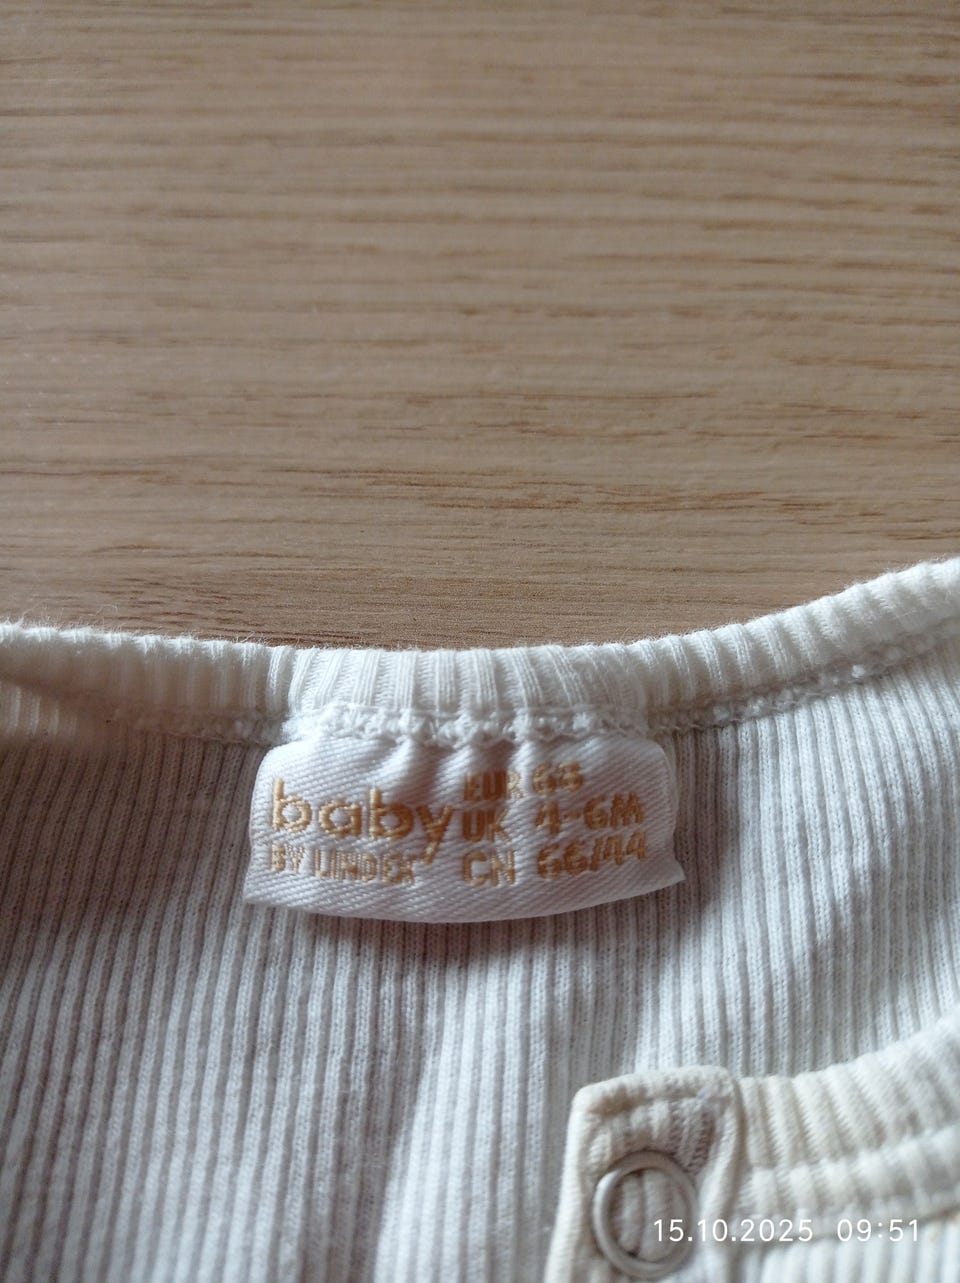 baby
BY LINDEX
EUR 68
UK 4-6M
CN 66/44
15.10.2025 09:51